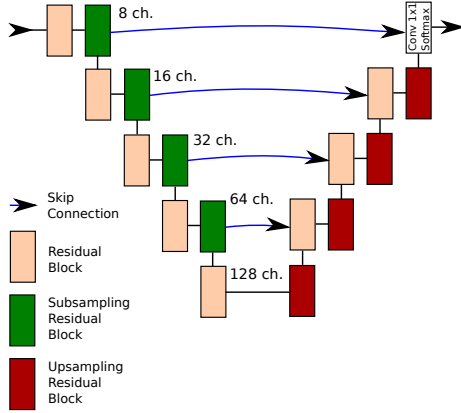 8 ch.
Conv 1x1
Softmax
16 ch.
32 ch.
64 ch.
128 ch.
Skip
Connection
Residual
Block
Subsampling
Residual
Block
Upsampling
Residual
Block